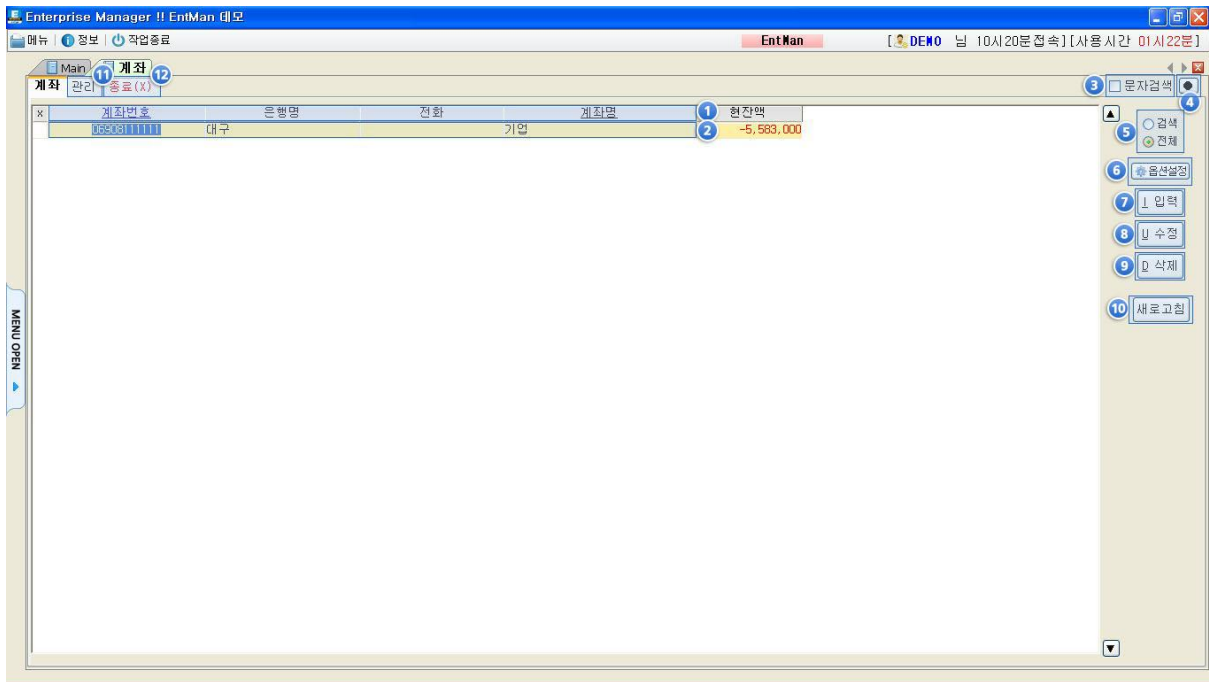 Enterprise Manager !! EntMan 데모
메뉴 정보 작업종료 EntMan [DEMO 님 10시20분접속][사용시간 01시22분]
Main 계좌
계좌 관리 11 종료(X) 12 3 문자검색 4
x 계좌번호 은행명 전화 계좌명 1 현잔액
06908111111 대구 기업 2 -5,583,000
5 검색
전체
6 옵션설정
7 I 입력
8 U 수정
9 D 삭제
10 새로고침
MENU OPEN